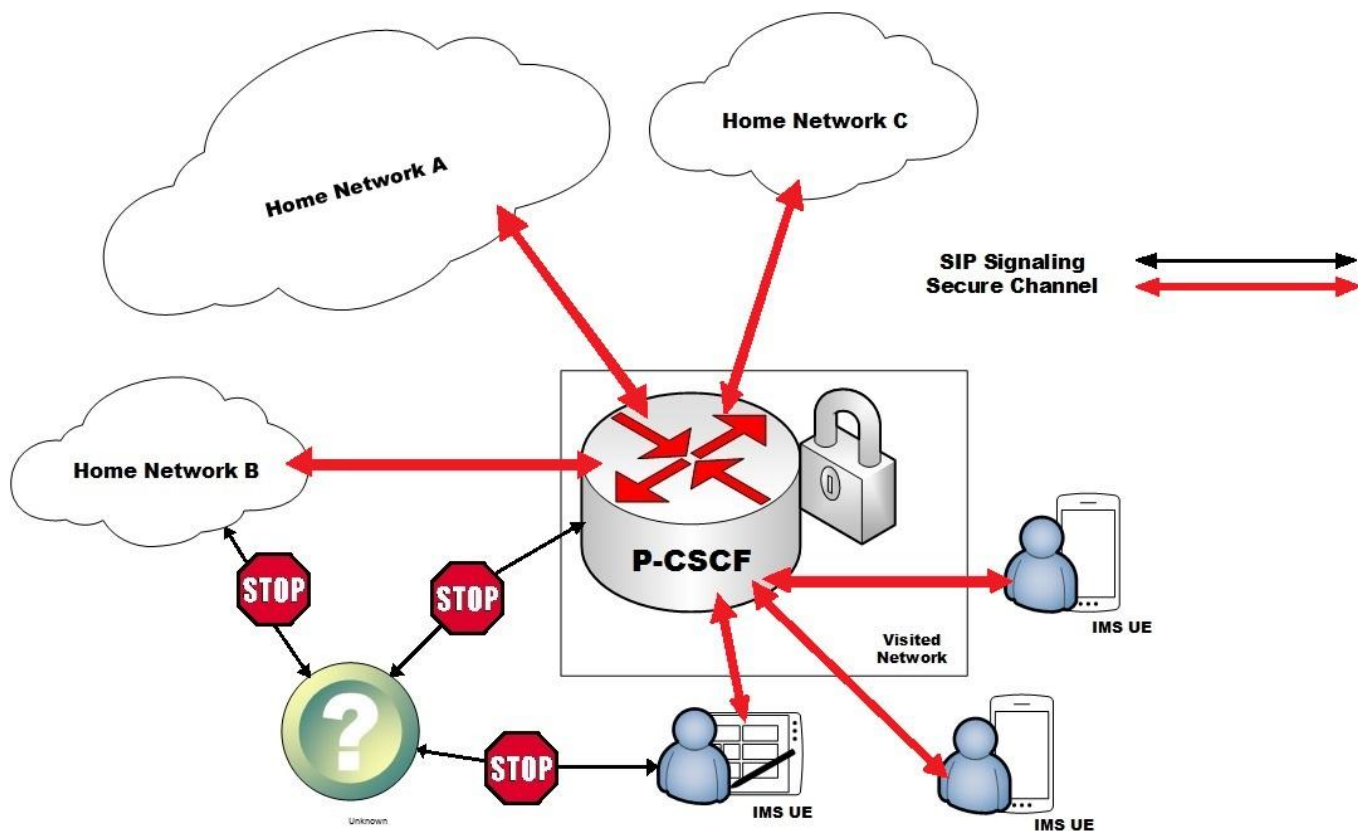 Home Network A
Home Network C
SIP Signaling
Secure Channel
Home Network B
P-CSCF
STOP
STOP
IMS UE
Visited
Network
STOP
IMS UE
IMS UE
Unknown